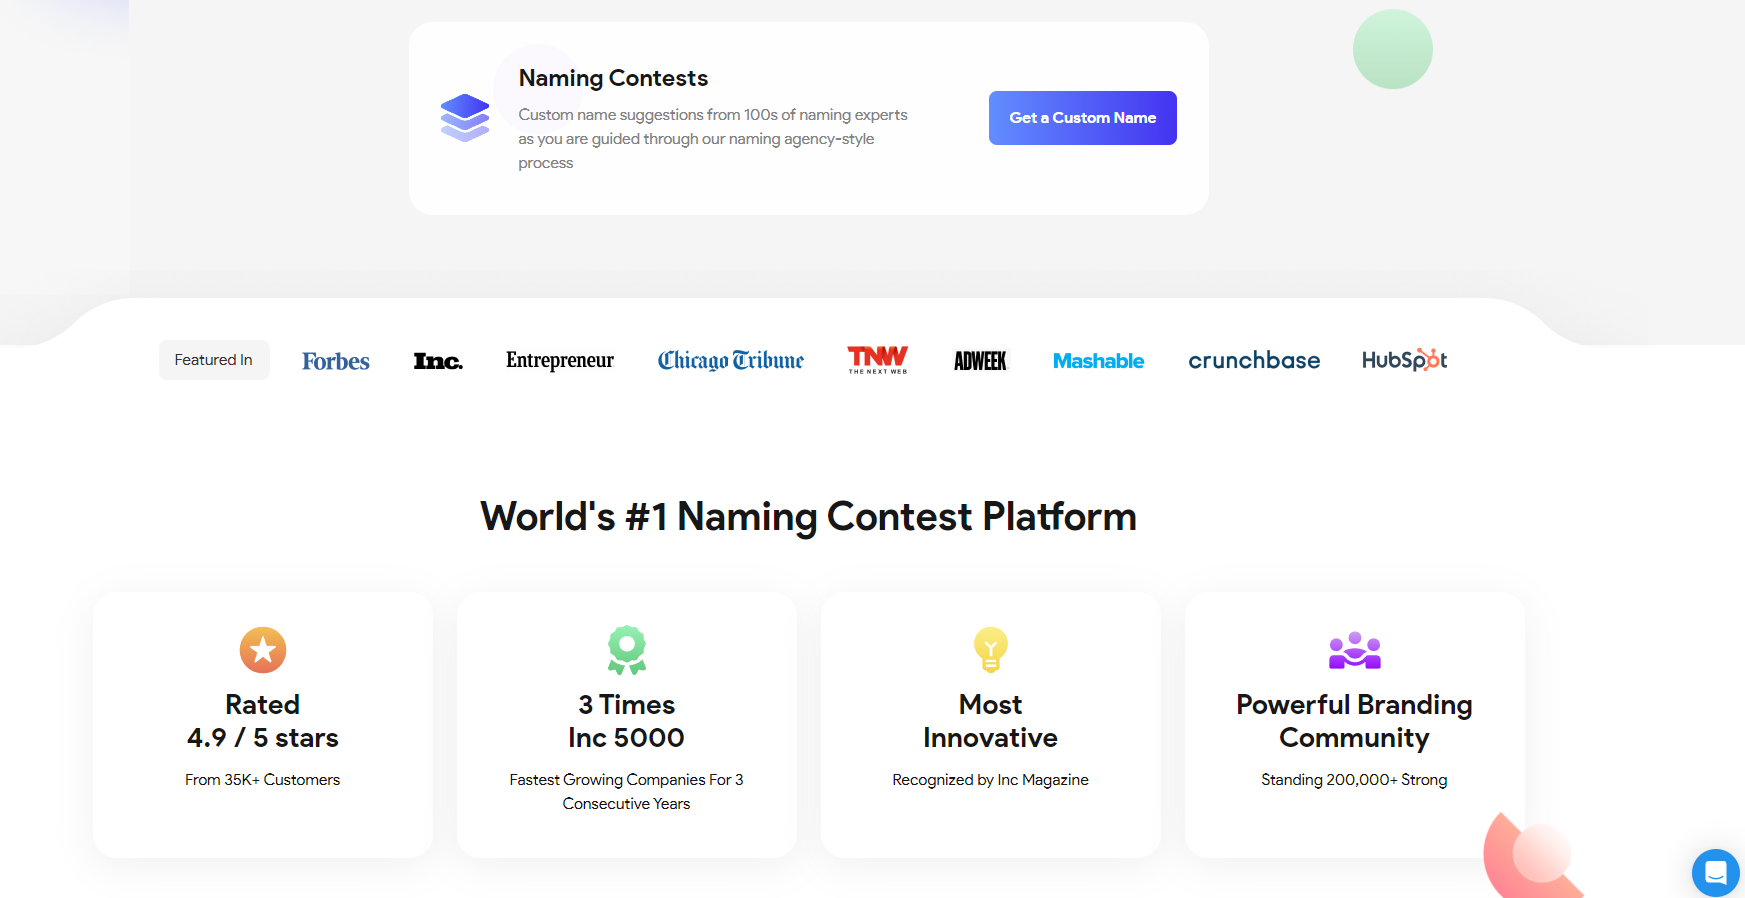 Naming Contests
Custom name suggestions from 100s of naming experts
as you are guided through our naming agency-style
process
Get a Custom Name
Featured In
Forbes
Inc.
Entrepreneur
Chicago Tribune
TNW
THE NEXT WEB
ADWEEK
Mashable
crunchbase
HubSpot
World's #1 Naming Contest Platform
Rated
4.9 / 5 stars
From 35K+ Customers
3 Times
Inc 5000
Fastest Growing Companies For 3
Consecutive Years
Most
Innovative
Recognized by Inc Magazine
Powerful Branding
Community
Standing 200,000+ Strong